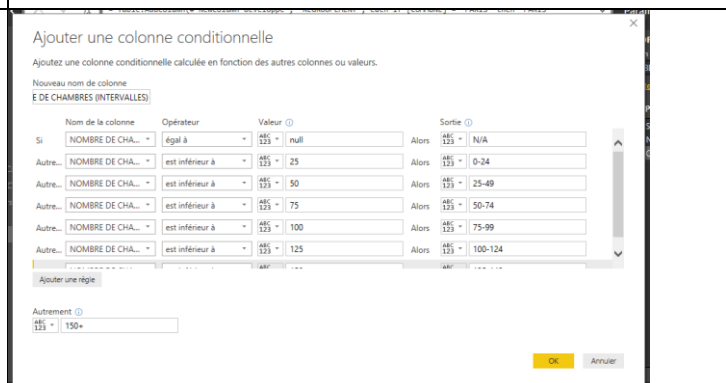 Ajouter une colonne conditionnelle
Ajoutez une colonne conditionnelle calculée en fonction des autres colonnes ou valeurs.
Nouveau nom de colonne
E DE CHAMBRES (INTERVALLES)
Nom de la colonne Opérateur Valeur Sortie
Si NOMBRE DE CHA... égal à ABC 123 null Alors ABC 123 N/A
Autre... NOMBRE DE CHA... est inférieur à ABC 123 25 Alors ABC 123 0-24
Autre... NOMBRE DE CHA... est inférieur à ABC 123 50 Alors ABC 123 25-49
Autre... NOMBRE DE CHA... est inférieur à ABC 123 75 Alors ABC 123 50-74
Autre... NOMBRE DE CHA... est inférieur à ABC 123 100 Alors ABC 123 75-99
Autre... NOMBRE DE CHA... est inférieur à ABC 123 125 Alors ABC 123 100-124
Ajouter une règle
Autrement
ABC 123 150+
OK Annuler